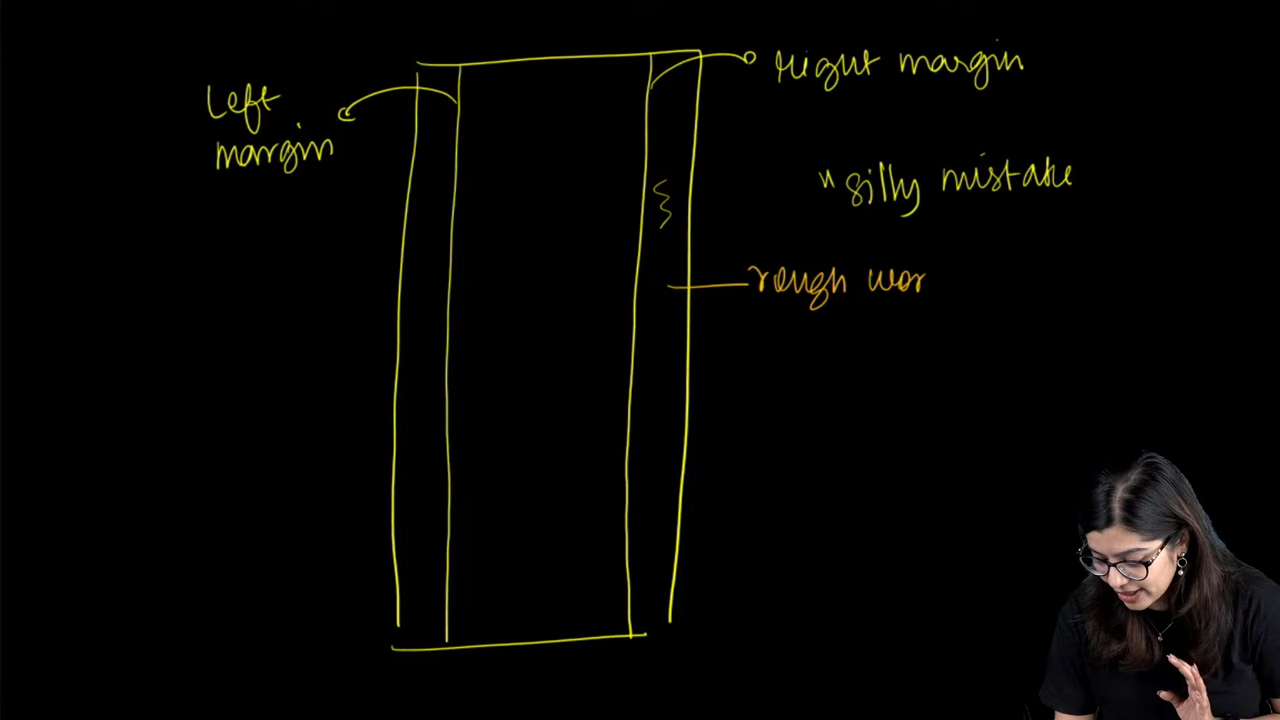 Left
margin
right margin
"silly mistake
rough wor